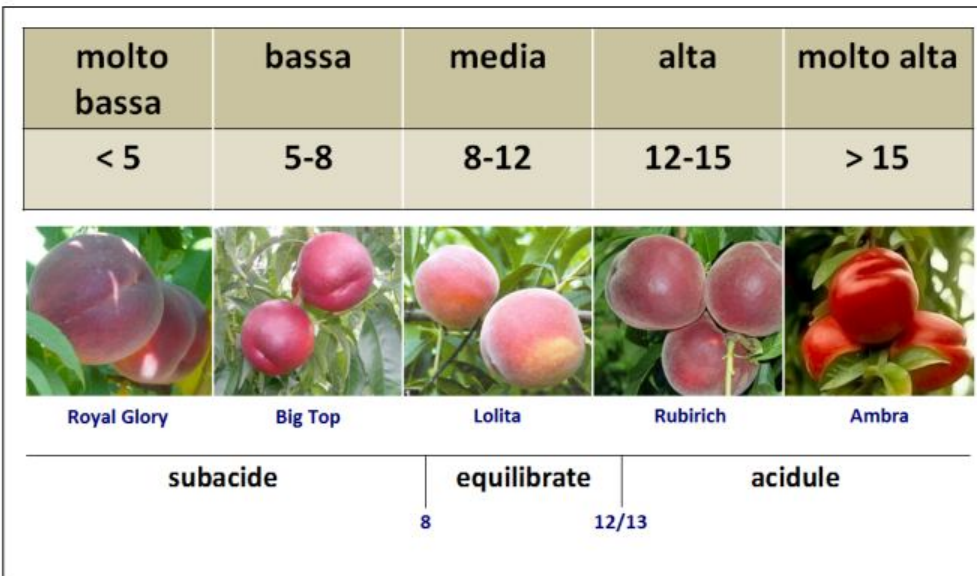 molto bassa media alta molto alta
bassa
< 5 5-8 8-12 12-15 > 15
Royal Glory Big Top Lolita Rubirich Ambra
subacide equilibrate acidule
8 12/13